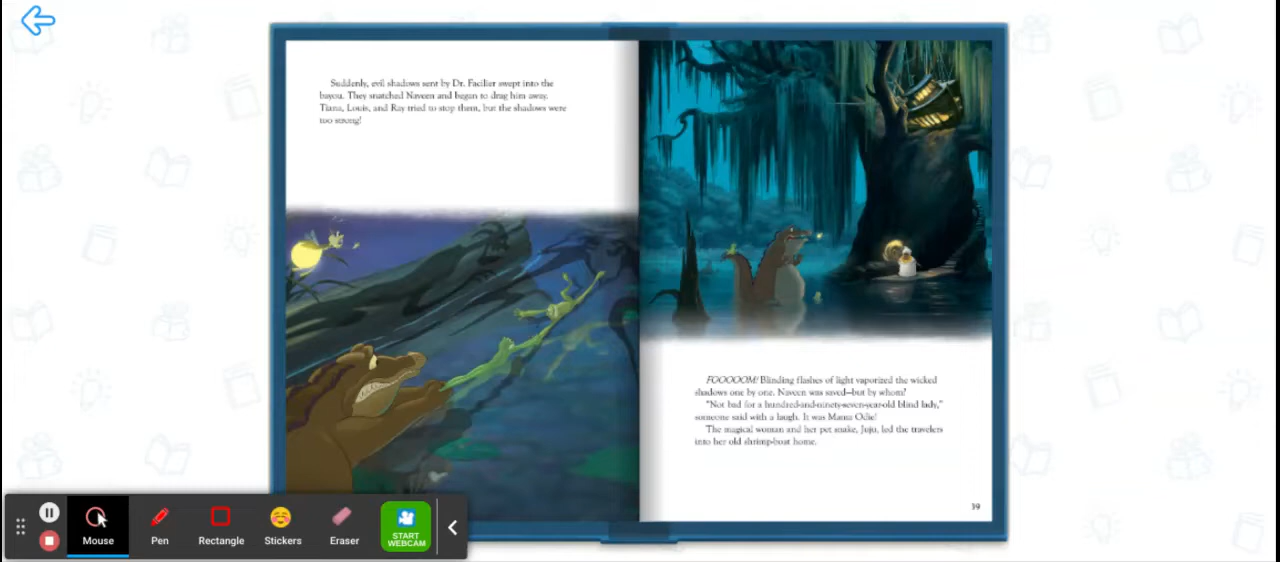 Suddenly, evil shadows sent by Dr. Facilier swept into the
bayou. They snatched Naveen and began to drag him away.
Tiana, Louis, and Ray tried to stop them, but the shadows were
too strong!
FOOOOOM! Blinding flashes of light vaporized the wicked
shadows one by one. Naveen was saved—but by whom?
"Not bad for a hundred-and-ninety-seven-year-old blind lady,"
someone said with a laugh. It was Mama Odie!
The magical woman and her pet snake, Juju, led the travelers
into her old shrimp-boat home.
39
Mouse
Pen
Rectangle
Stickers
Eraser
START
WEBCAM